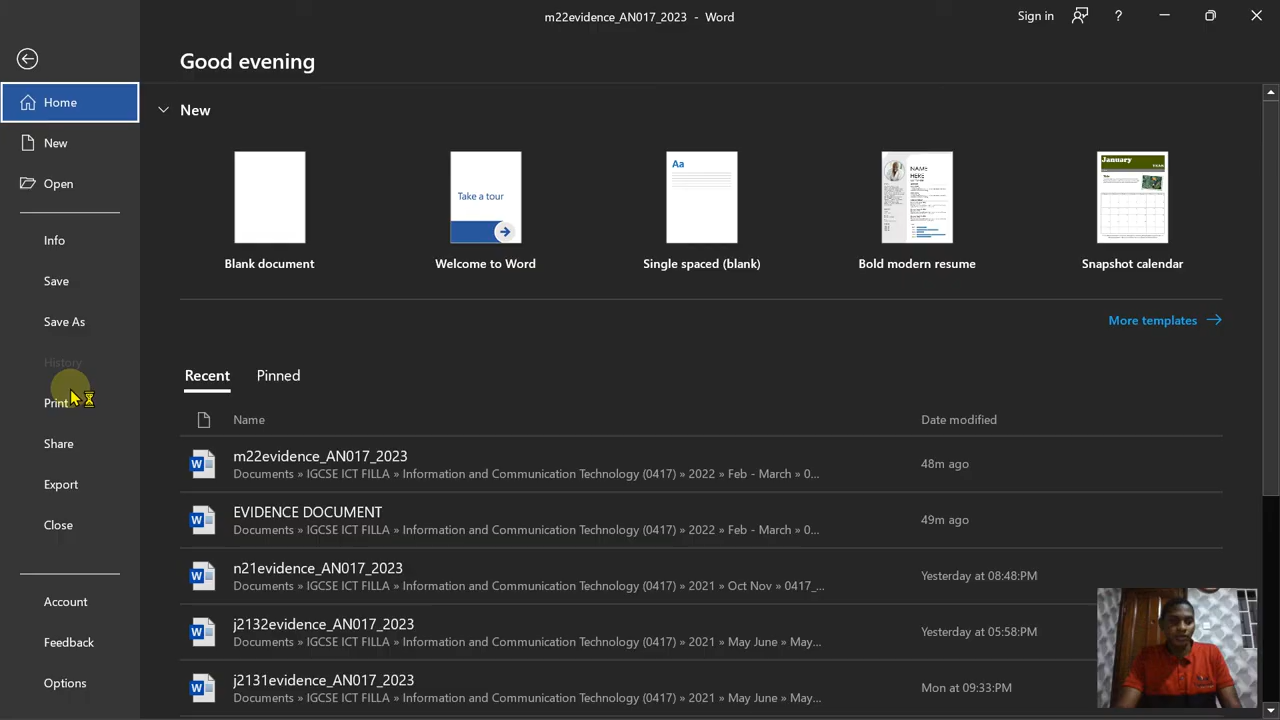 m22evidence_AN017_2023 - Word
Sign in
?
Good evening
Home
New
Open
Info
Save
Save As
History
Print
Share
Export
Close
Account
Feedback
Options
New
Take a tour
Aa
NAME
HERE
January
YEAR
Blank document
Welcome to Word
Single spaced (blank)
Bold modern resume
Snapshot calendar
More templates
Recent Pinned
Name Date modified
W m22evidence_AN017_2023 48m ago
Documents » IGCSE ICT FILLA » Information and Communication Technology (0417) » 2022 » Feb - March » 0...
W EVIDENCE DOCUMENT 49m ago
Documents » IGCSE ICT FILLA » Information and Communication Technology (0417) » 2022 » Feb - March » 0...
W n21evidence_AN017_2023 Yesterday at 08:48:PM
Documents » IGCSE ICT FILLA » Information and Communication Technology (0417) » 2021 » Oct Nov » 0417_...
W j2132evidence_AN017_2023 Yesterday at 05:58:PM
Documents » IGCSE ICT FILLA » Information and Communication Technology (0417) » 2021 » May June » May...
W j2131evidence_AN017_2023 Mon at 09:33:PM
Documents » IGCSE ICT FILLA » Information and Communication Technology (0417) » 2021 » May June » May...